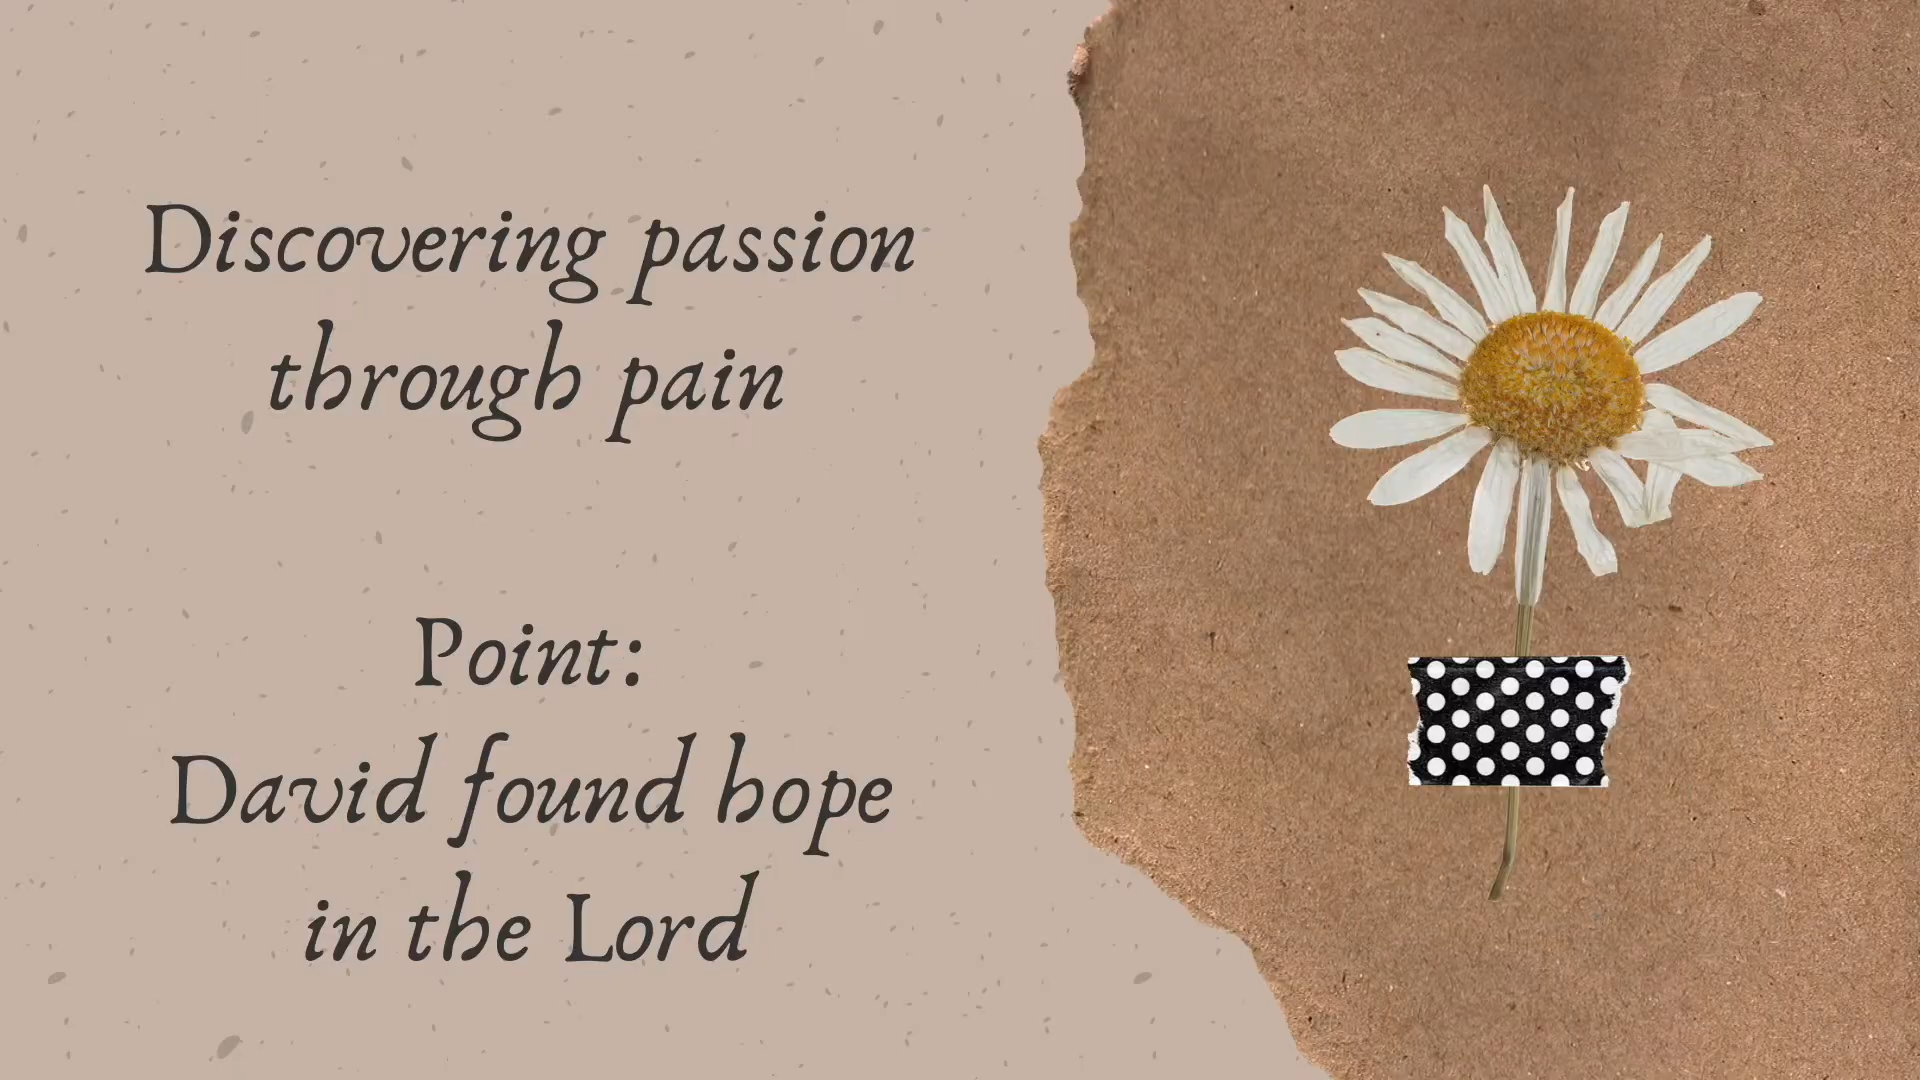 Discovering passion
through pain
Point:
David found hope
in the Lord